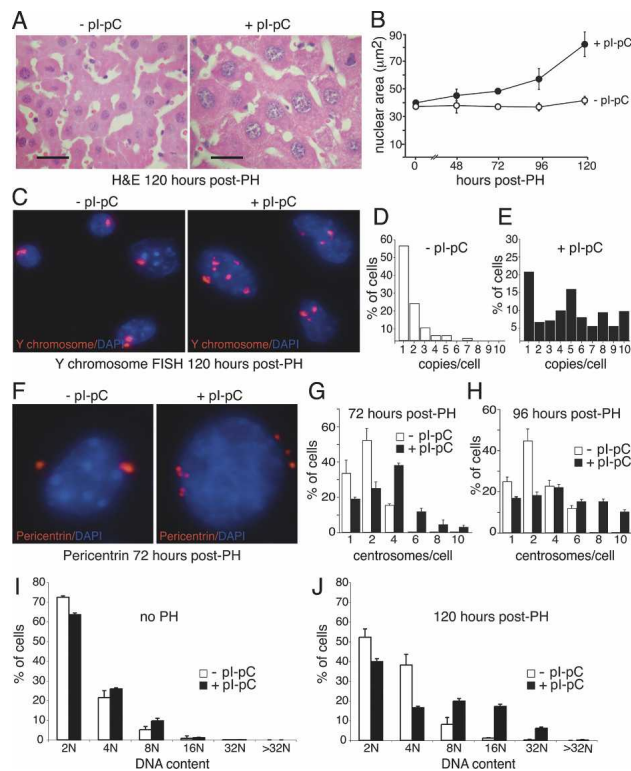 A
- pI-pC
+ pI-pC
H&E 120 hours post-PH
B
nuclear area (μm2)
90
70
50
30
10
0
48
72
96
120
+ pI-pC
- pI-pC
hours post-PH
C
- pI-pC
+ pI-pC
Y chromosome/DAPI
Y chromosome/DAPI
Y chromosome FISH 120 hours post-PH
D
- pI-pC
% of cells
60
50
40
30
20
10
1 2 3 4 5 6 7 8 9 10
copies/cell
E
+ pI-pC
% of cells
30
25
20
15
10
5
1 2 3 4 5 6 7 8 9 10
copies/cell
F
- pI-pC
+ pI-pC
Pericentrin/DAPI
Pericentrin/DAPI
Pericentrin 72 hours post-PH
G
72 hours post-PH
- pI-pC
+ pI-pC
% of cells
60
40
20
1 2 4 6 8 10
centrosomes/cell
H
96 hours post-PH
- pI-pC
+ pI-pC
% of cells
60
40
20
1 2 4 6 8 10
centrosomes/cell
I
no PH
- pI-pC
+ pI-pC
% of cells
80
70
60
50
40
30
20
10
0
2N 4N 8N 16N 32N >32N
DNA content
J
120 hours post-PH
- pI-pC
+ pI-pC
% of cells
80
70
60
50
40
30
20
10
0
2N 4N 8N 16N 32N >32N
DNA content